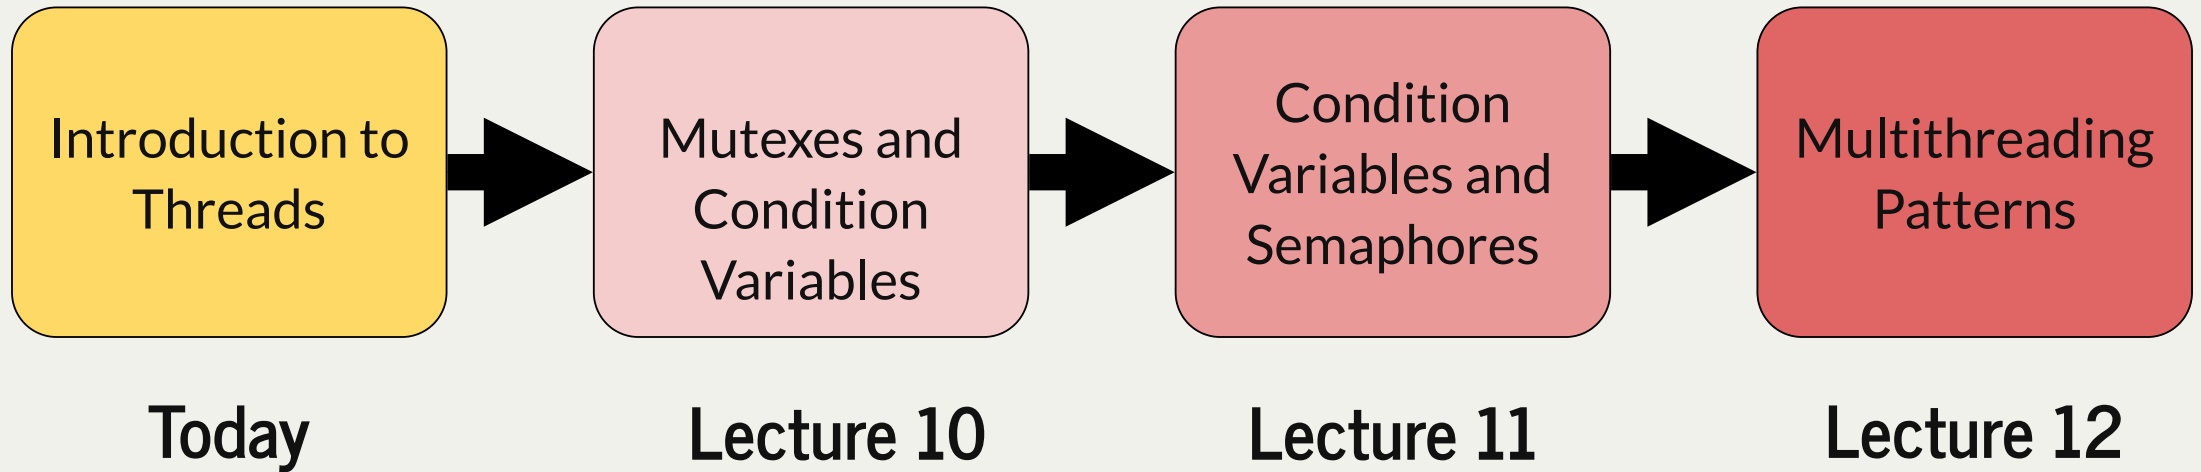 Introduction to
Threads
Mutexes and
Condition
Variables
Condition
Variables and
Semaphores
Multithreading
Patterns
Today
Lecture 10
Lecture 11
Lecture 12